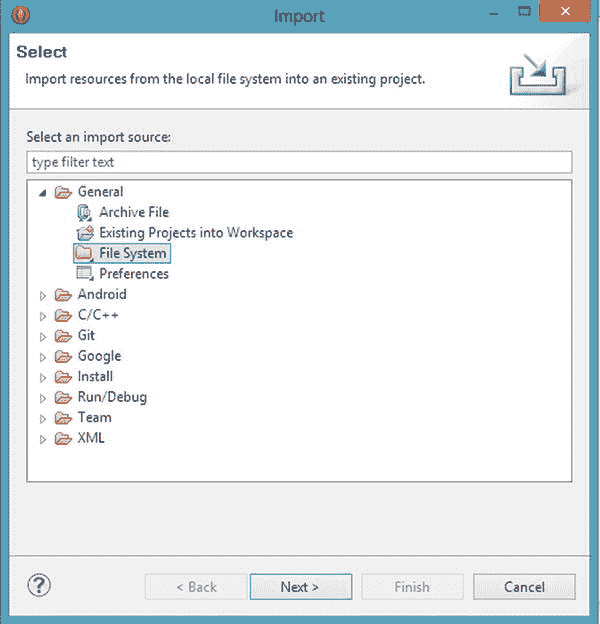 Import
Select
Import resources from the local file system into an existing project.
Select an import source:
type filter text
General
Archive File
Existing Projects into Workspace
File System
Preferences
Android
C/C++
Git
Google
Install
Run/Debug
Team
XML
? < Back Next > Finish Cancel